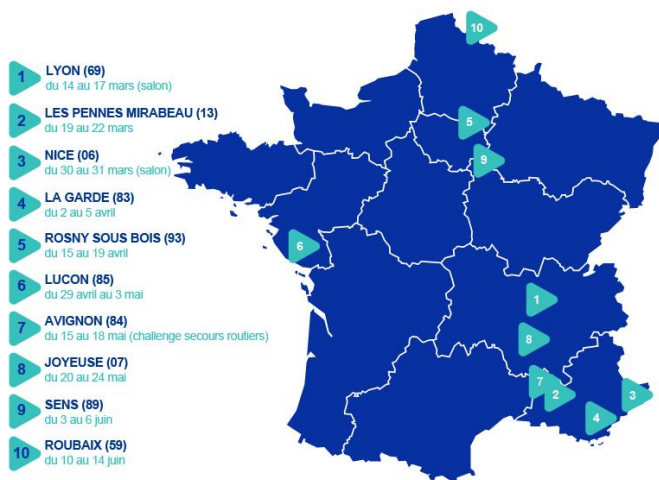 1 LYON (69)
du 14 au 17 mars (salon)
2 LES PENNES MIRABEAU (13)
du 19 au 22 mars
3 NICE (06)
du 30 au 31 mars (salon)
4 LA GARDE (83)
du 2 au 5 avril
5 ROSNY SOUS BOIS (93)
du 15 au 19 avril
6 LUCON (85)
du 29 avril au 3 mai
7 AVIGNON (84)
du 15 au 18 mai (challenge secours routiers)
8 JOYEUSE (07)
du 20 au 24 mai
9 SENS (89)
du 3 au 6 juin
10 ROUBAIX (59)
du 10 au 14 juin
10
5
9
6
1
8
7
2
3
4